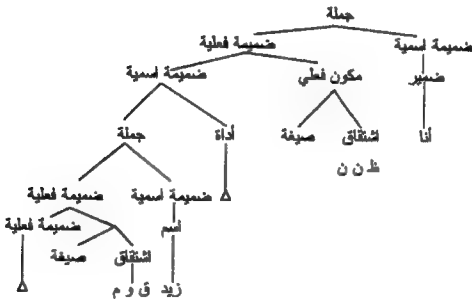 جملة
ضميمة اسمية ضميمة فعلية
ضمير مكون فعلي ضميمة اسمية
أنا اشتقاق صيغة أداة جملة
ظ ن ن
Δ ضميمة اسمية ضميمة فعلية
اسم ضميمة فعلية
اشتقاق صيغة
زيد ق و م Δ